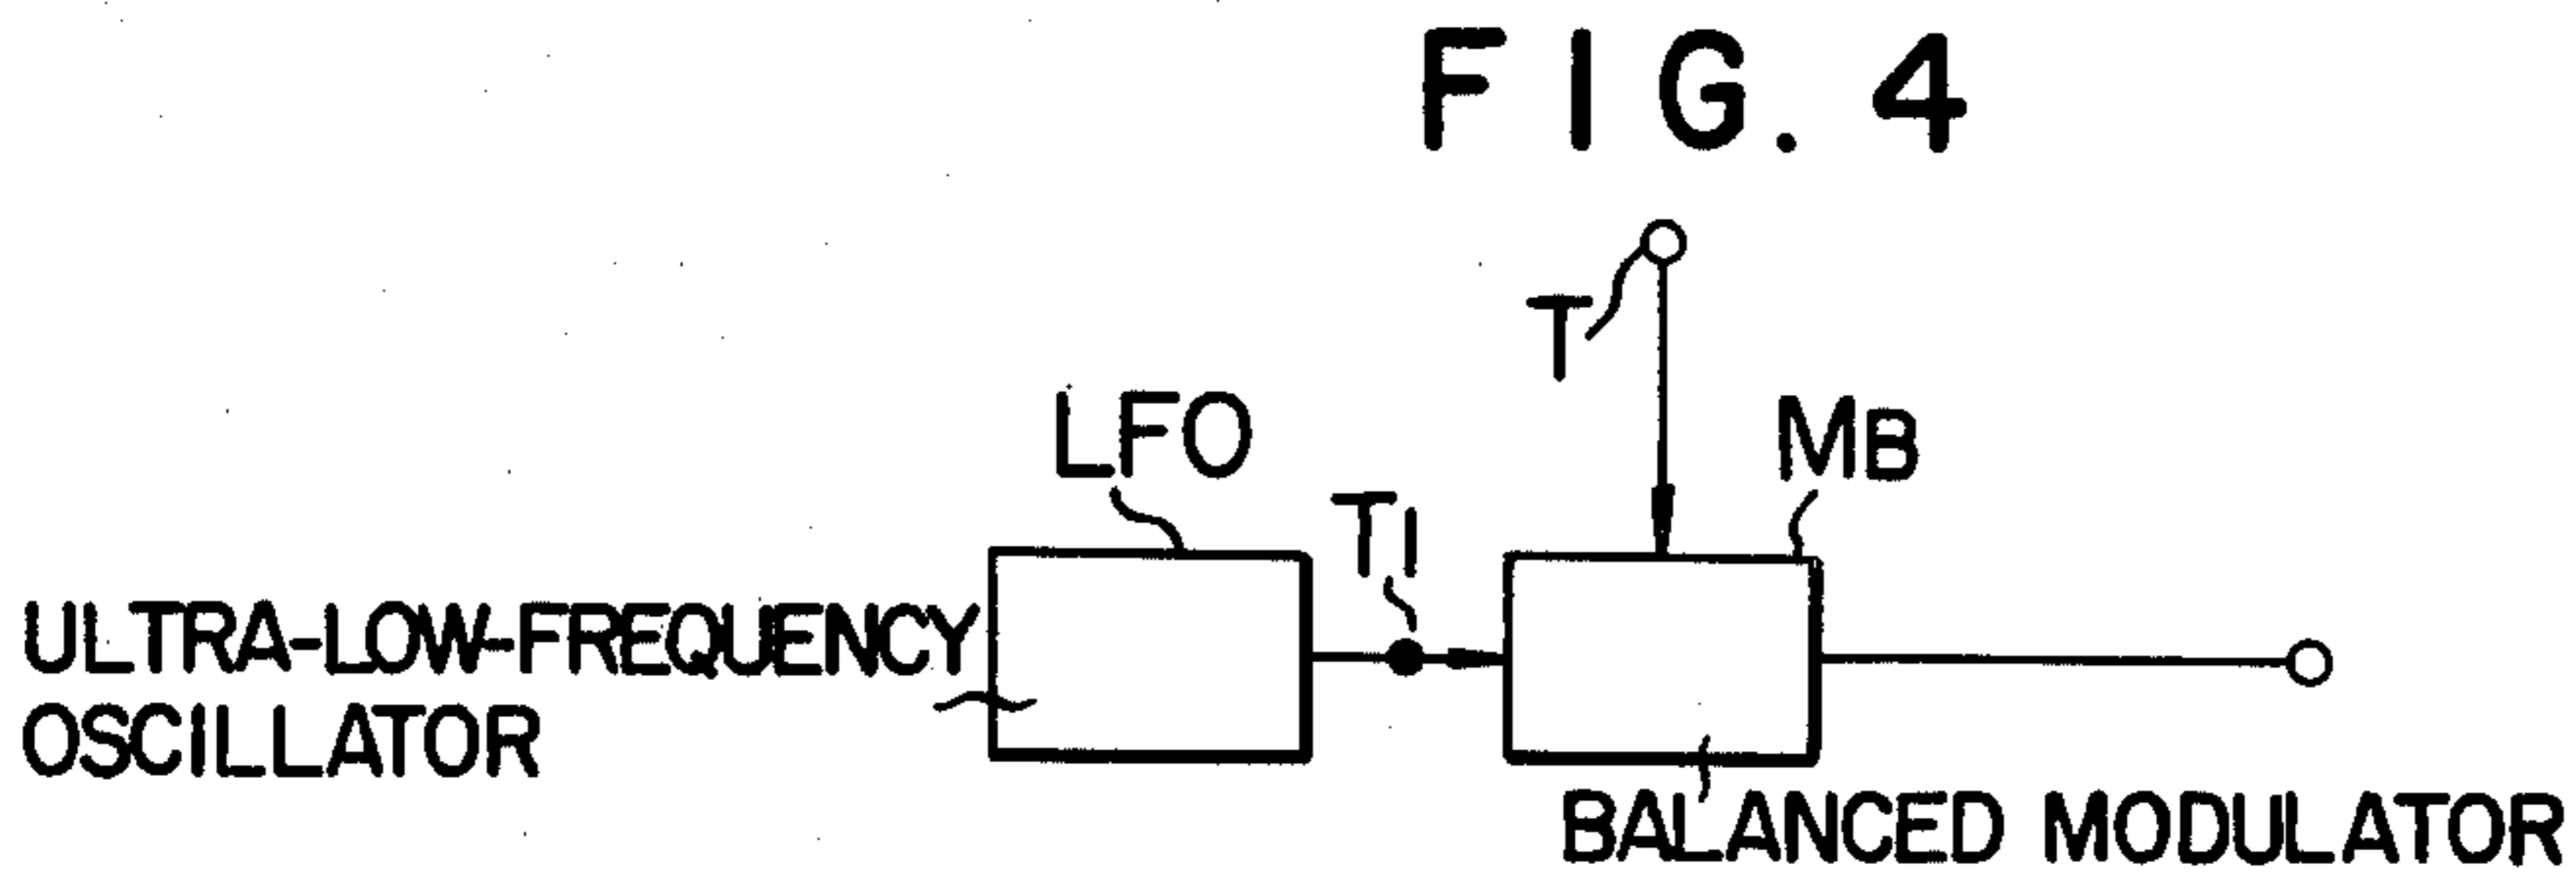 FIG. 4
T
LFO
MB
T1
ULTRA-LOW-FREQUENCY
OSCILLATOR
BALANCED MODULATOR